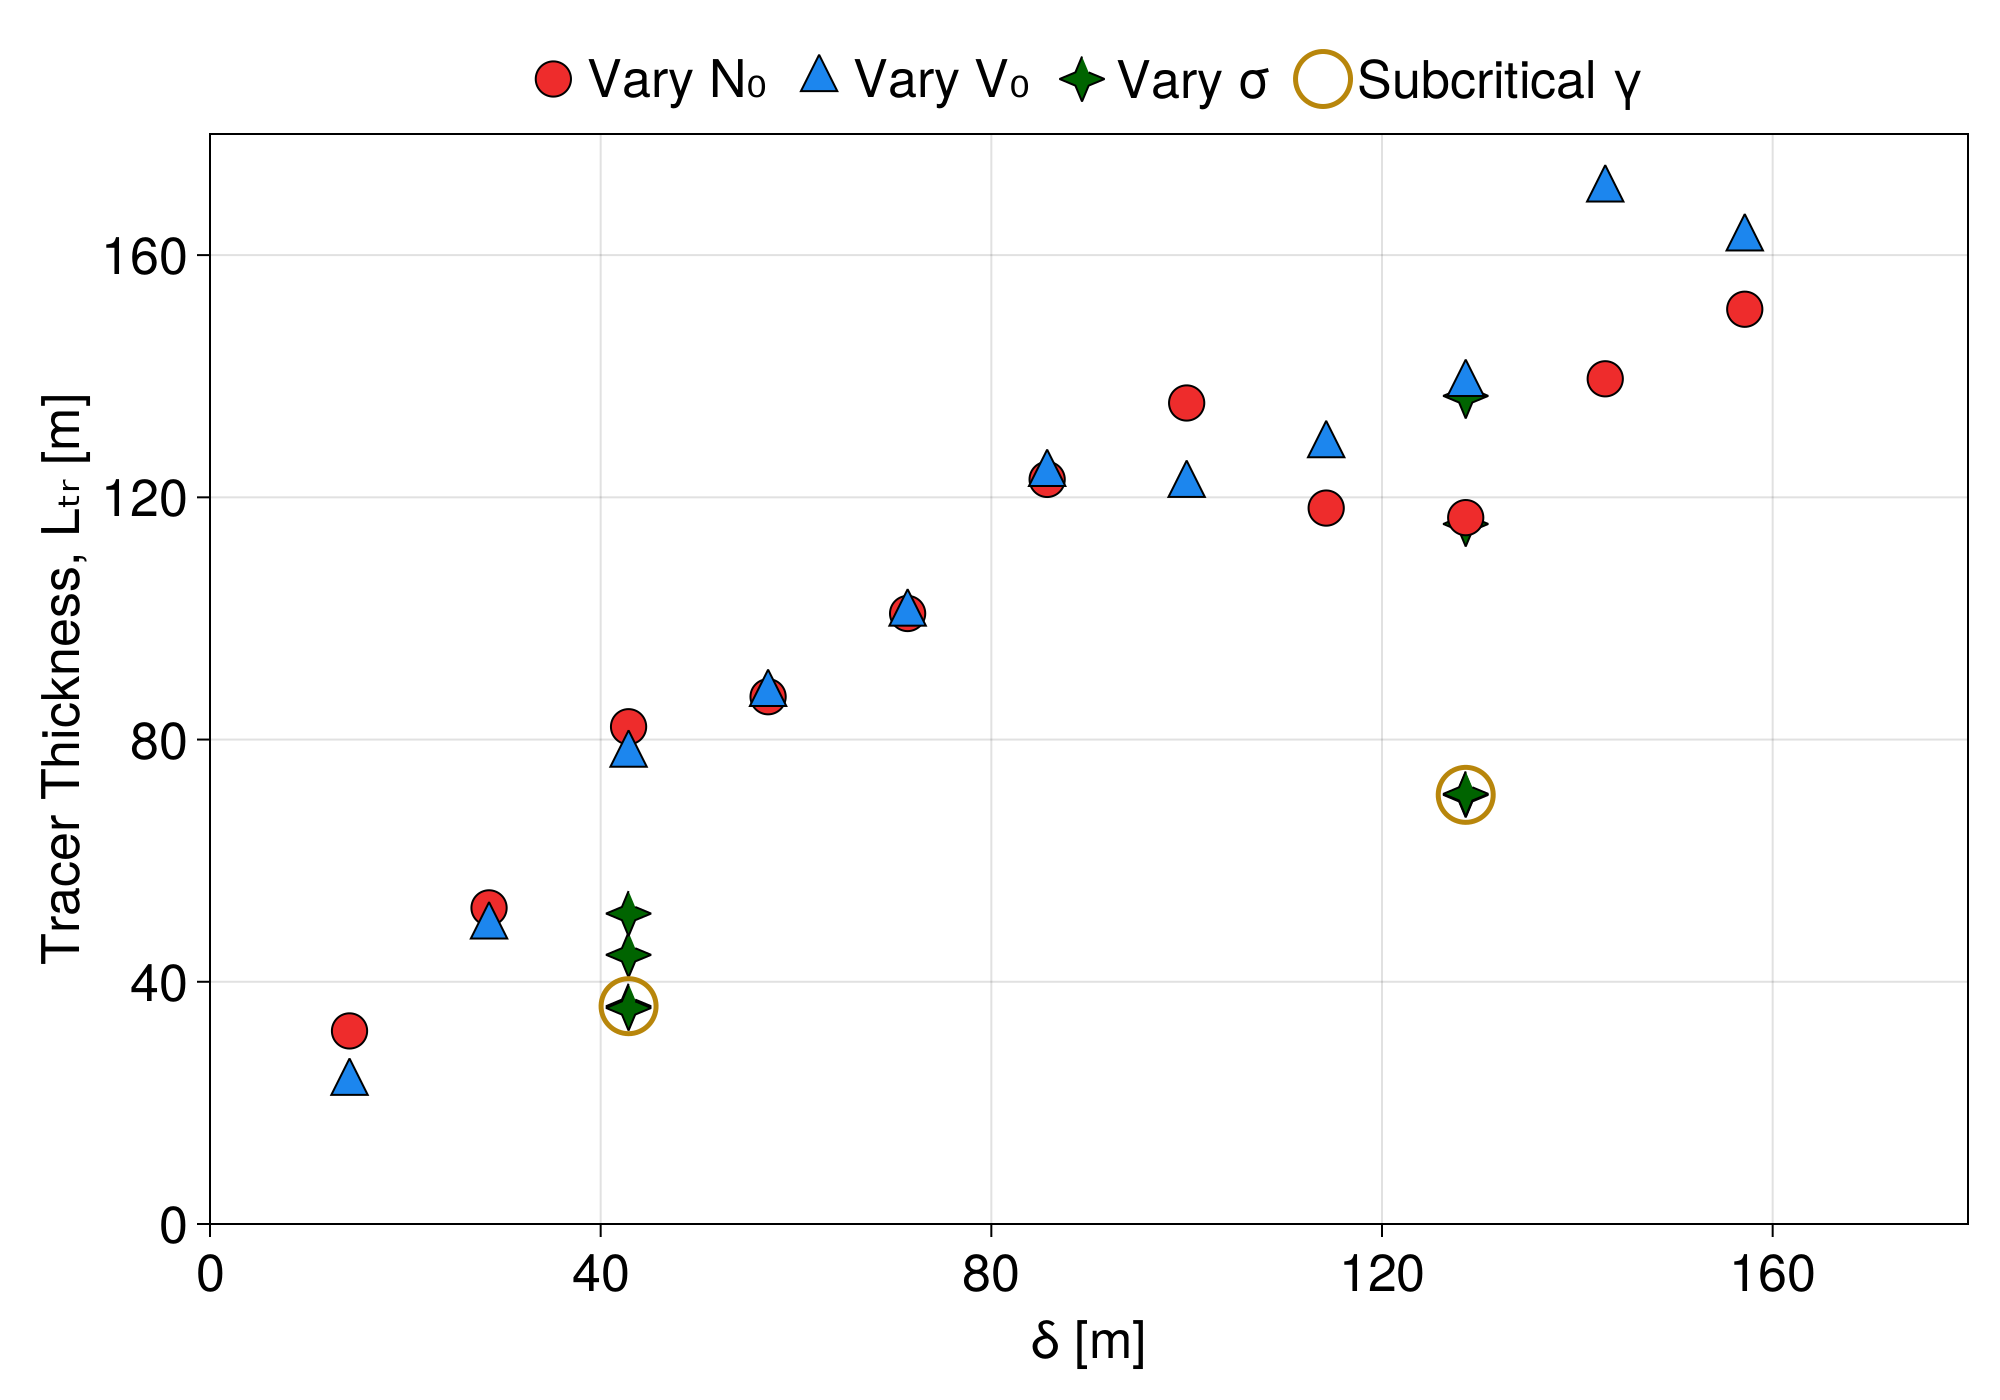 Vary N₀ Vary V₀ Vary σ Subcritical γ
Tracer Thickness, Lₜᵣ [m]
160
120
80
40
0
0 40 80 120 160
δ [m]